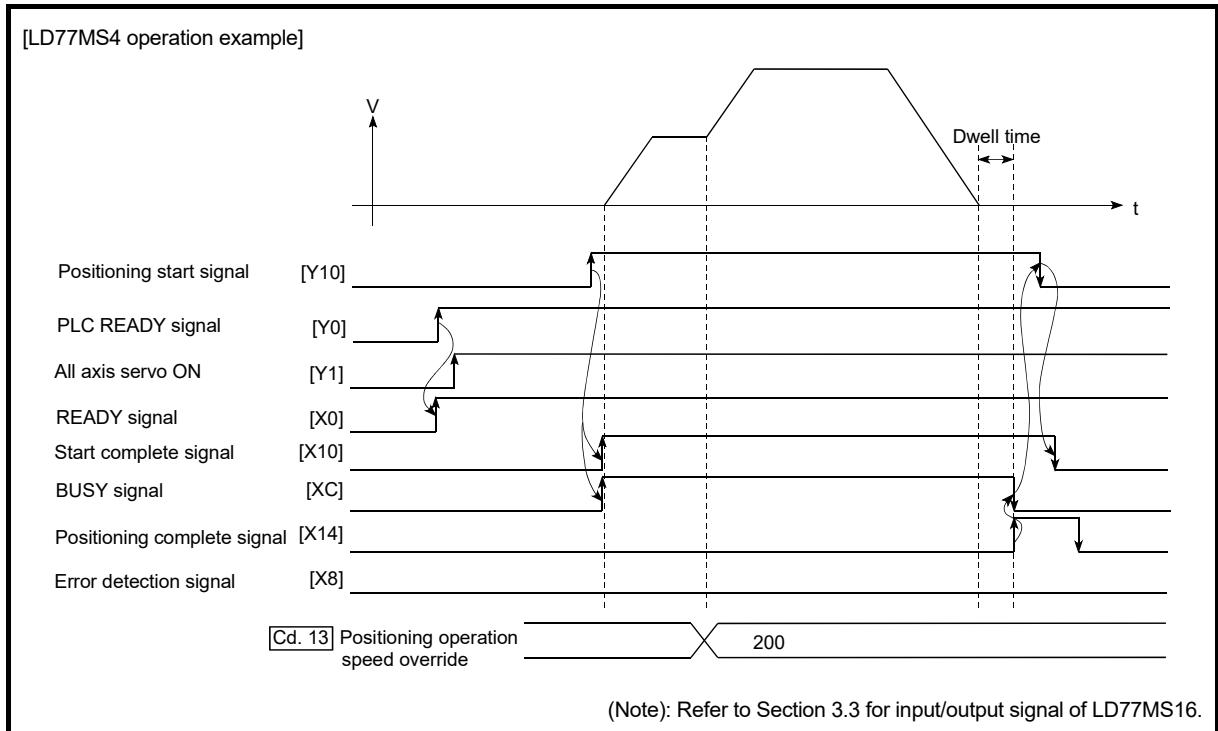 [LD77MS4 operation example]
V
Dwell time
t
Positioning start signal [Y10]
PLC READY signal [Y0]
All axis servo ON [Y1]
READY signal [X0]
Start complete signal [X10]
BUSY signal [XC]
Positioning complete signal [X14]
Error detection signal [X8]
Cd. 13 Positioning operation
speed override
200
(Note): Refer to Section 3.3 for input/output signal of LD77MS16.